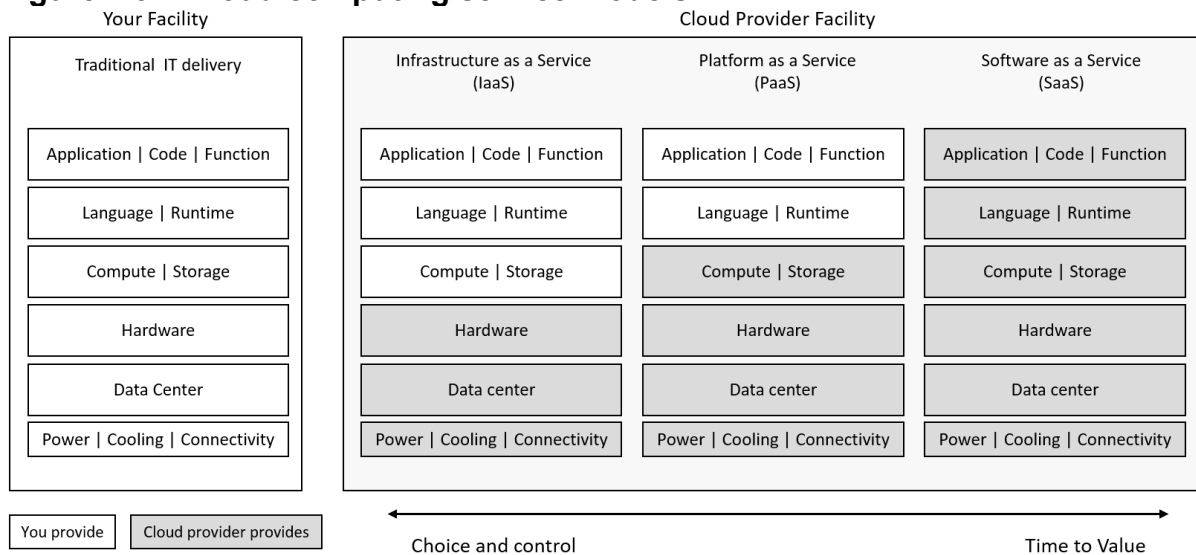 Your Facility
Cloud Provider Facility
Traditional IT delivery
Infrastructure as a Service
(IaaS)
Platform as a Service
(PaaS)
Software as a Service
(SaaS)
Application | Code | Function
Application | Code | Function
Application | Code | Function
Application | Code | Function
Language | Runtime
Language | Runtime
Language | Runtime
Language | Runtime
Compute | Storage
Compute | Storage
Compute | Storage
Compute | Storage
Hardware
Hardware
Hardware
Hardware
Data Center
Data center
Data center
Data center
Power | Cooling | Connectivity
Power | Cooling | Connectivity
Power | Cooling | Connectivity
Power | Cooling | Connectivity
You provide
Cloud provider provides
Choice and control
Time to Value